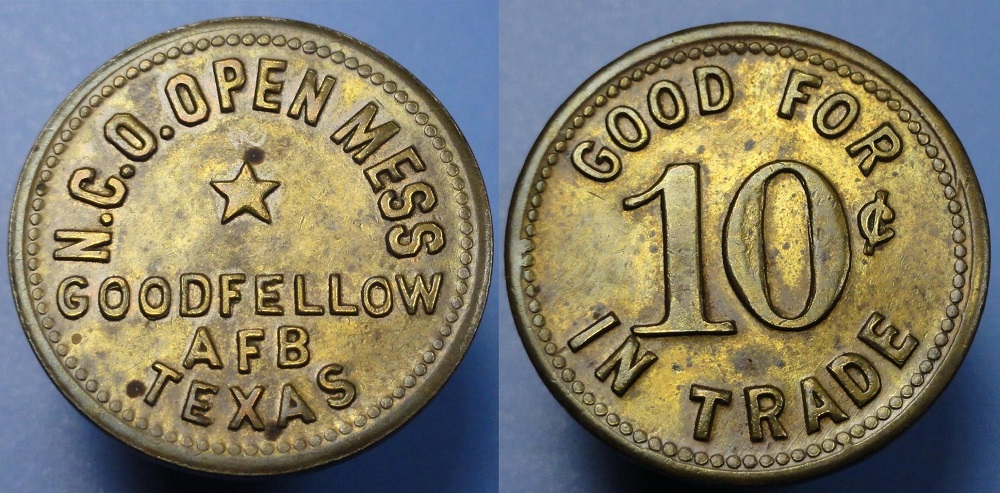 N.C.O. OPEN MESS
GOODFELLOW
AFB
TEXAS
GOOD FOR
10¢
IN TRADE